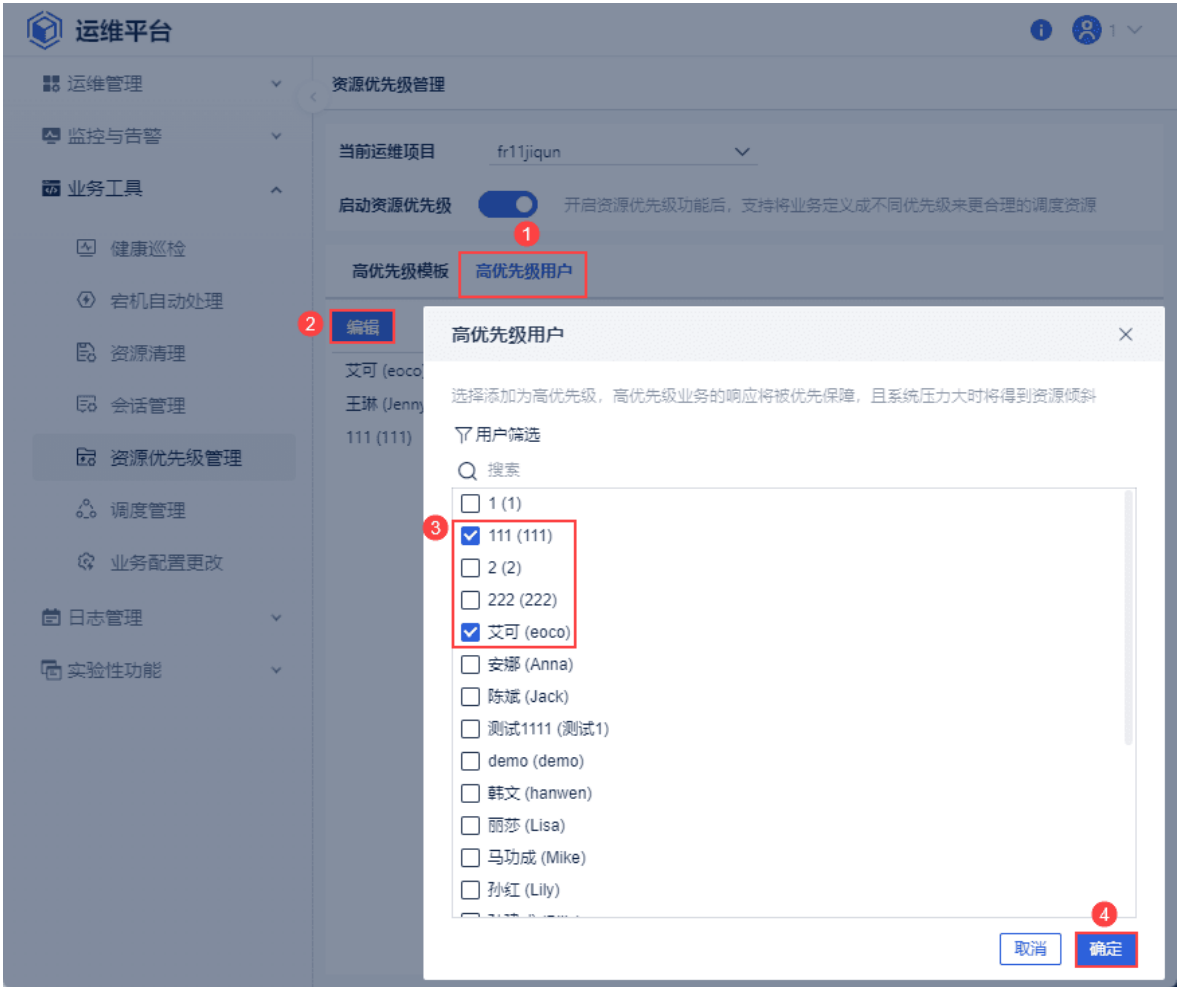 运维平台
1
运维管理
监控与告警
业务工具
健康巡检
宕机自动处理
资源清理
会话管理
资源优先级管理
调度管理
业务配置更改
日志管理
实验性功能
资源优先级管理
当前运维项目 fr11jiqun
启动资源优先级 开启资源优先级功能后，支持将业务定义成不同优先级来更合理的调度资源
1
高优先级模板 高优先级用户
2 编辑
艾可 (eoco)
王琳 (Jenny
111 (111)
高优先级用户
选择添加为高优先级，高优先级业务的响应将被优先保障，且系统压力大时将得到资源倾斜
用户筛选
搜索
1 (1)
3
111 (111)
2 (2)
222 (222)
艾可 (eoco)
安娜 (Anna)
陈斌 (Jack)
测试1111 (测试1)
demo (demo)
韩文 (hanwen)
丽莎 (Lisa)
马功成 (Mike)
孙红 (Lily)
4
取消 确定